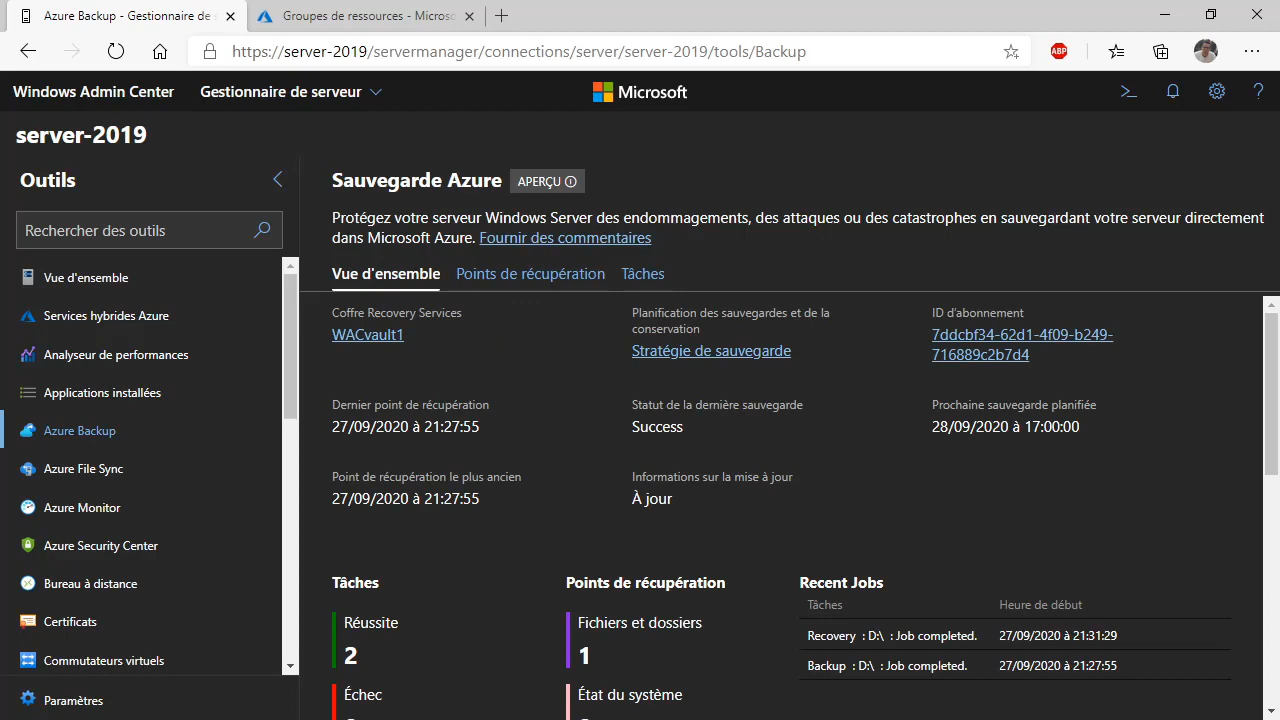 Azure Backup - Gestionnaire de
Groupes de ressources - Micros
https://server-2019/servermanager/connections/server/server-2019/tools/Backup
ABP
Windows Admin Center
Gestionnaire de serveur
Microsoft
server-2019
Outils
Rechercher des outils
Vue d'ensemble
Services hybrides Azure
Analyseur de performances
Applications installées
Azure Backup
Azure File Sync
Azure Monitor
Azure Security Center
Bureau à distance
Certificats
Commutateurs virtuels
Paramètres
Sauvegarde Azure
APERÇU
Protégez votre serveur Windows Server des endommagements, des attaques ou des catastrophes en sauvegardant votre serveur directement
dans Microsoft Azure. Fournir des commentaires
Vue d'ensemble
Points de récupération
Tâches
Coffre Recovery Services
WACvault1
Planification des sauvegardes et de la
conservation
Stratégie de sauvegarde
ID d'abonnement
7ddcbf34-62d1-4f09-b249-
716889c2b7d4
Dernier point de récupération
27/09/2020 à 21:27:55
Statut de la dernière sauvegarde
Success
Prochaine sauvegarde planifiée
28/09/2020 à 17:00:00
Point de récupération le plus ancien
27/09/2020 à 21:27:55
Informations sur la mise à jour
À jour
Tâches
Réussite
2
Échec
Points de récupération
Fichiers et dossiers
1
État du système
Recent Jobs
Tâches Heure de début
Recovery : D:\ : Job completed. 27/09/2020 à 21:31:29
Backup : D:\ : Job completed. 27/09/2020 à 21:27:55